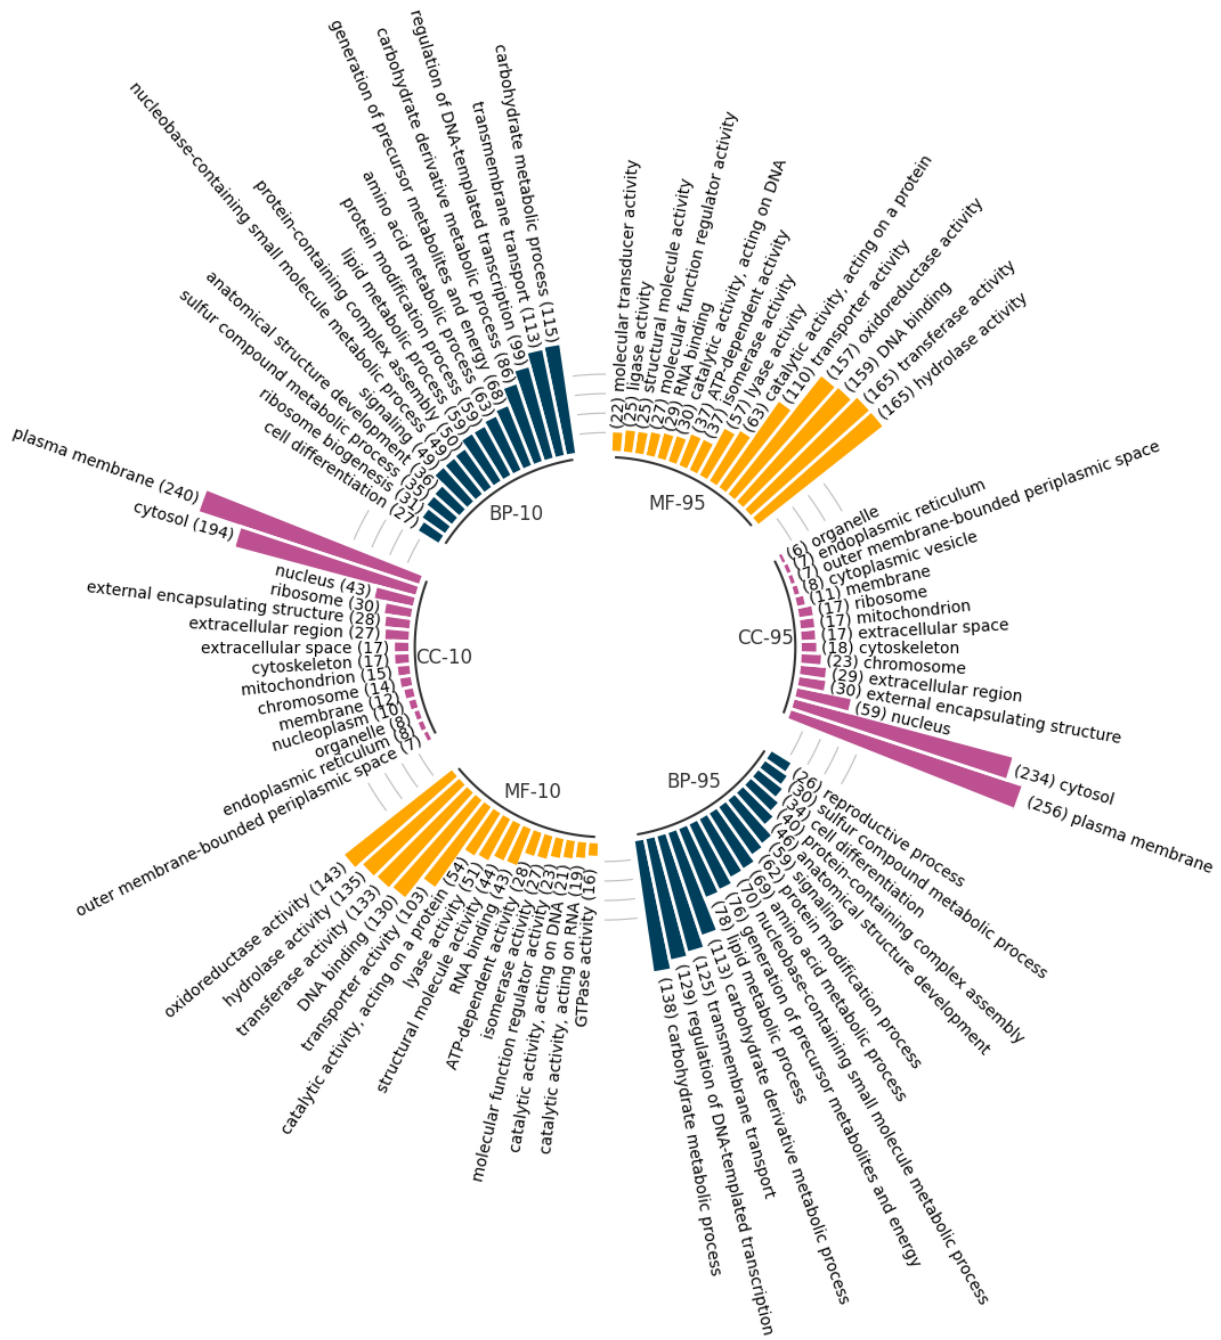 BP-10
carbohydrate metabolic process (115)
transmembrane transport (113)
regulation of DNA-templated transcription (99)
carbohydrate derivative metabolic process (86)
generation of precursor metabolites and energy (68)
amino acid metabolic process (63)
protein modification process (59)
lipid metabolic process (59)
protein-containing complex assembly (50)
nucleobase-containing small molecule metabolic process (49)
signaling (49)
anatomical structure development (36)
sulfur compound metabolic process (35)
ribosome biogenesis (31)
cell differentiation (27)
MF-95
(22) molecular transducer activity
(25) ligase activity
(25) structural molecule activity
(27) molecular function regulator activity
(29) RNA binding
(30) catalytic activity, acting on DNA
(37) ATP-dependent activity
(37) isomerase activity
(57) lyase activity
(63) catalytic activity, acting on a protein
(110) transporter activity
(157) oxidoreductase activity
(159) DNA binding
(165) transferase activity
(165) hydrolase activity
CC-95
(6) organelle
(7) endoplasmic reticulum
(7) outer membrane-bounded periplasmic space
(8) cytoplasmic vesicle
(11) membrane
(17) ribosome
(17) mitochondrion
(17) extracellular space
(18) cytoskeleton
(23) chromosome
(29) extracellular region
(30) external encapsulating structure
(59) nucleus
(234) cytosol
(256) plasma membrane
BP-95
(26) reproductive process
(30) sulfur compound metabolic process
(34) cell differentiation
(40) protein-containing complex assembly
(46) anatomical structure development
(59) signaling
(62) protein modification process
(69) amino acid metabolic process
(70) nucleobase-containing small molecule metabolic process
(76) generation of precursor metabolites and energy
(78) lipid metabolic process
(113) carbohydrate derivative metabolic process
(125) transmembrane transport
(129) regulation of DNA-templated transcription
(138) carbohydrate metabolic process
MF-10
GTPase activity (16)
catalytic activity, acting on RNA (19)
catalytic activity, acting on DNA (21)
molecular function regulator activity (23)
isomerase activity (27)
ATP-dependent activity (28)
RNA binding (43)
structural molecule activity (44)
lyase activity (51)
catalytic activity, acting on a protein (54)
transporter activity (103)
DNA binding (130)
transferase activity (133)
hydrolase activity (135)
oxidoreductase activity (143)
CC-10
plasma membrane (240)
cytosol (194)
nucleus (43)
ribosome (30)
external encapsulating structure (28)
extracellular region (27)
extracellular space (17)
cytoskeleton (17)
mitochondrion (15)
chromosome (14)
membrane (12)
nucleoplasm (10)
organelle (8)
endoplasmic reticulum (8)
outer membrane-bounded periplasmic space (7)